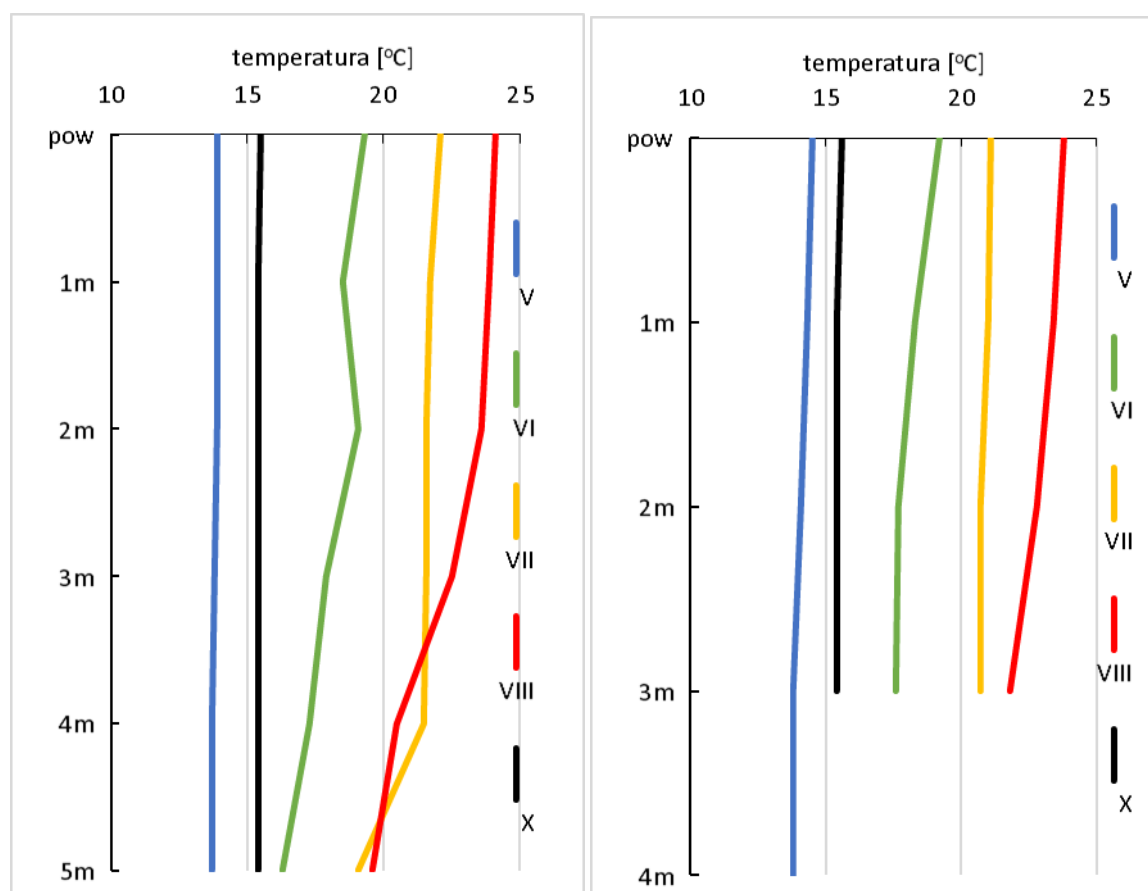 temperatura [°C]
10 15 20 25
pow
1m
2m
3m
4m
5m
V
VI
VII
VIII
X
temperatura [°C]
10 15 20 25
pow
1m
2m
3m
4m
V
VI
VII
VIII
X